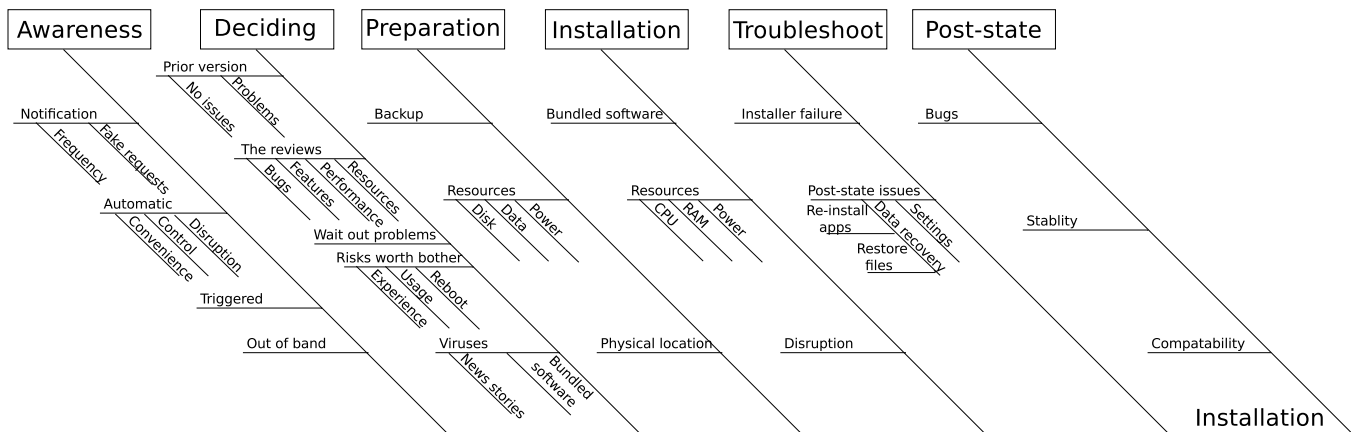 Awareness
Deciding
Preparation
Installation
Troubleshoot
Post-state
Notification
Frequency
Fake requests
Automatic
Convenience
Control
Disruption
Triggered
Out of band
Prior version
No issues
Problems
The reviews
Bugs
Features
Performance
Resources
Wait out problems
Risks worth bother
Experience
Usage
Reboot
Viruses
News stories
Bundled
software
Backup
Resources
Disk
Data
Power
Physical location
Bundled software
Resources
CPU
RAM
Power
Disruption
Installer failure
Post-state issues
Re-install
apps
Data recovery
Restore
files
Settings
Bugs
Stablity
Compatability
Installation